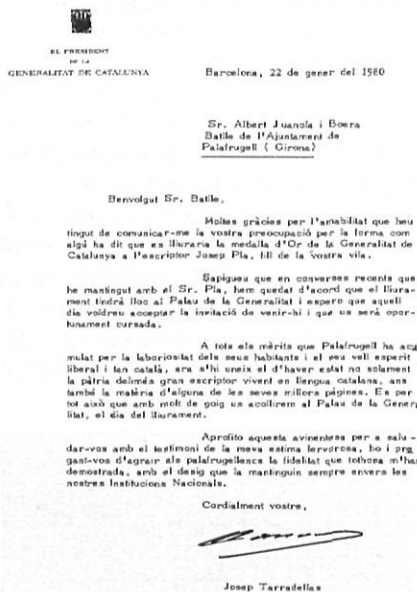 EL PRESIDENT
DE LA
GENERALITAT DE CATALUNYA
Barcelona, 22 de gener del 1980
Sr. Albert Juanola i Boera
Batlle de l'Ajuntament de
Palafrugell ( Girona)
Benvolgut Sr. Batlle,
Moltes gràcies per l'amabilitat que heu
tingut de comunicar-me la vostra preocupació per la forma com
algú ha dit que es lliuraria la medalla d'Or de la Generalitat de
Catalunya a l'escriptor Josep Pla, fill de la vostra vila.
Sapigueu que en converses recents que
he mantingut amb el Sr. Pla, hem quedat d'acord que el lliura-
ment tindrà lloc al Palau de la Generalitat i espero que aquell
dia voldreu acceptar la invitació de venir-hi i que us serà opor-
tunament cursada.
A tots els mèrits que Palafrugell ha acu
mulat per la laboriositat dels seus habitants i el seu vell esperit
liberal i tan català, ara s'hi uneix el d'haver estat no solament
la pàtria del més gran escriptor vivent en llengua catalana, ans
també la matèria d'alguna de les seves millors pàgines. Es per
tot això que amb molt de goig us acollirem al Palau de la Genera
litat, el dia del lliurament.
Aprofito aquesta avinentesa per a salu-
dar-vos amb el testimoni de la meva estima fervorosa, bo i pre
gant-vos d'agrair als palafrugellencs la fidelitat que tothora m'han
demostrada, amb el desig que la mantinguin sempre envers les
nostres Institucions Nacionals.
Cordialment vostre,
Josep Tarradellas